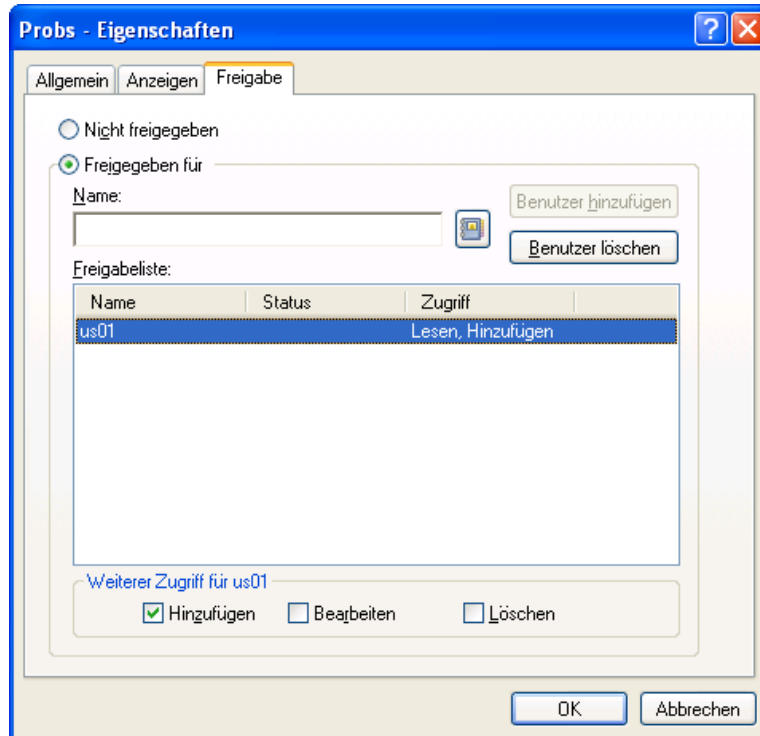 Probs - Eigenschaften
Allgemein Anzeigen Freigabe
Nicht freigegeben
Freigegeben für
Name:
Benutzer hinzufügen
Benutzer löschen
Freigabeliste:
Name Status Zugriff
us01 Lesen, Hinzufügen
Weiterer Zugriff für us01
Hinzufügen Bearbeiten Löschen
OK Abbrechen